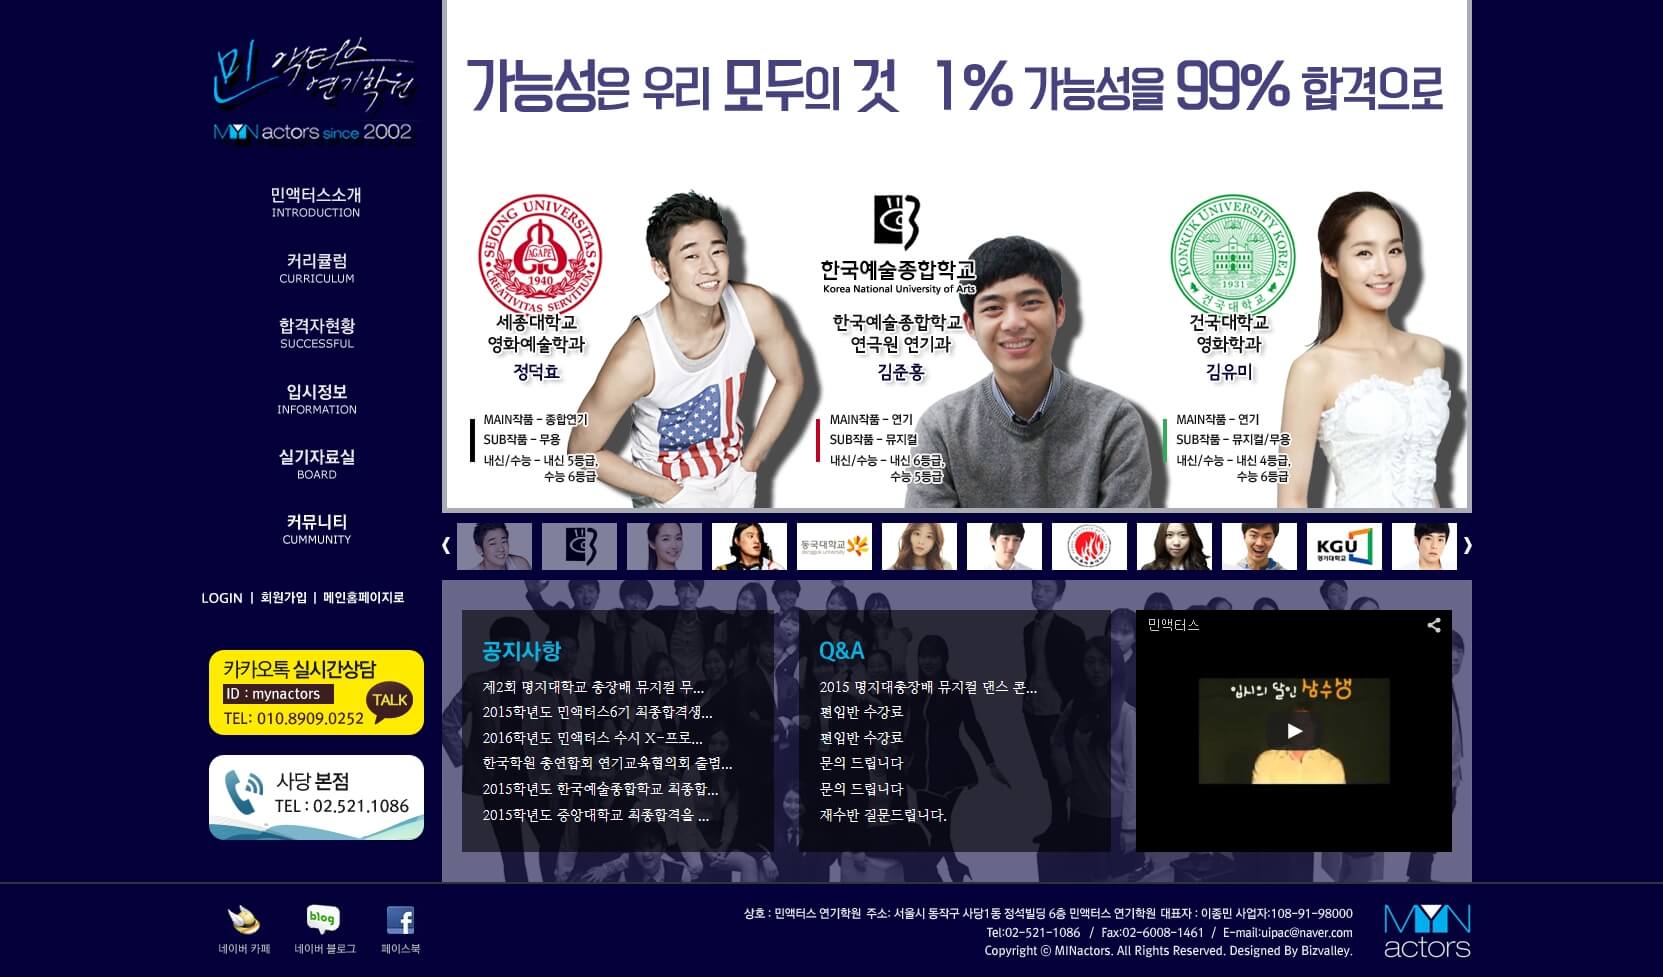 민 액터스
연기학원
MYN actors since 2002
민액터스소개
INTRODUCTION
커리큘럼
CURRICULUM
합격자현황
SUCCESSFUL
입시정보
INFORMATION
실기자료실
BOARD
커뮤니티
CUMMUNITY
LOGIN | 회원가입 | 메인홈페이지로
카카오톡 실시간상담
ID : mynactors
TALK
TEL: 010.8909.0252
사당 본점
TEL : 02.521.1086
가능성은 우리 모두의 것 1% 가능성을 99% 합격으로
SEJONG UNIVERSITAS
AGAPE
1940
CREATIVITAS SERVITIUM
세종대학교
영화예술학과
정덕효
MAIN작품 - 종합연기
SUB작품 - 무용
내신/수능 - 내신 5등급,
수능 6등급
한국예술종합학교
Korea National University of Arts
한국예술종합학교
연극원 연기과
김준홍
MAIN작품 - 연기
SUB작품 - 뮤지컬
내신/수능 - 내신 6등급,
수능 5등급
KONKUK UNIVERSITY KOREA
1931
건국대학교
건국대학교
영화학과
김유미
MAIN작품 - 연기
SUB작품 - 뮤지컬/무용
내신/수능 - 내신 4등급,
수능 6등급
동국대학교
dongguk university
KGU
경기대학교
공지사항
제2회 명지대학교 총장배 뮤지컬 무...
2015학년도 민액터스6기 최종합격생...
2016학년도 민액터스 수시 X-프로...
한국학원 총연합회 연기교육협의회 출범...
2015학년도 한국예술종합학교 최종합...
2015학년도 중앙대학교 최종합격을 ...
Q&A
2015 명지대총장배 뮤지컬 댄스 콘...
편입반 수강료
편입반 수강료
문의 드립니다
문의 드립니다
재수반 질문드립니다.
민액터스
입시의 달인 삼수생
네이버 카페
blog
네이버 블로그
페이스북
상호 : 민액터스 연기학원 주소: 서울시 동작구 사당1동 정석빌딩 6층 민액터스 연기학원 대표자 : 이종민 사업자:108-91-98000
Tel:02-521-1086 / Fax:02-6008-1461 / E-mail:uipac@naver.com
Copyright © MINactors. All Rights Reserved. Designed By Bizvalley.
MYN
actors